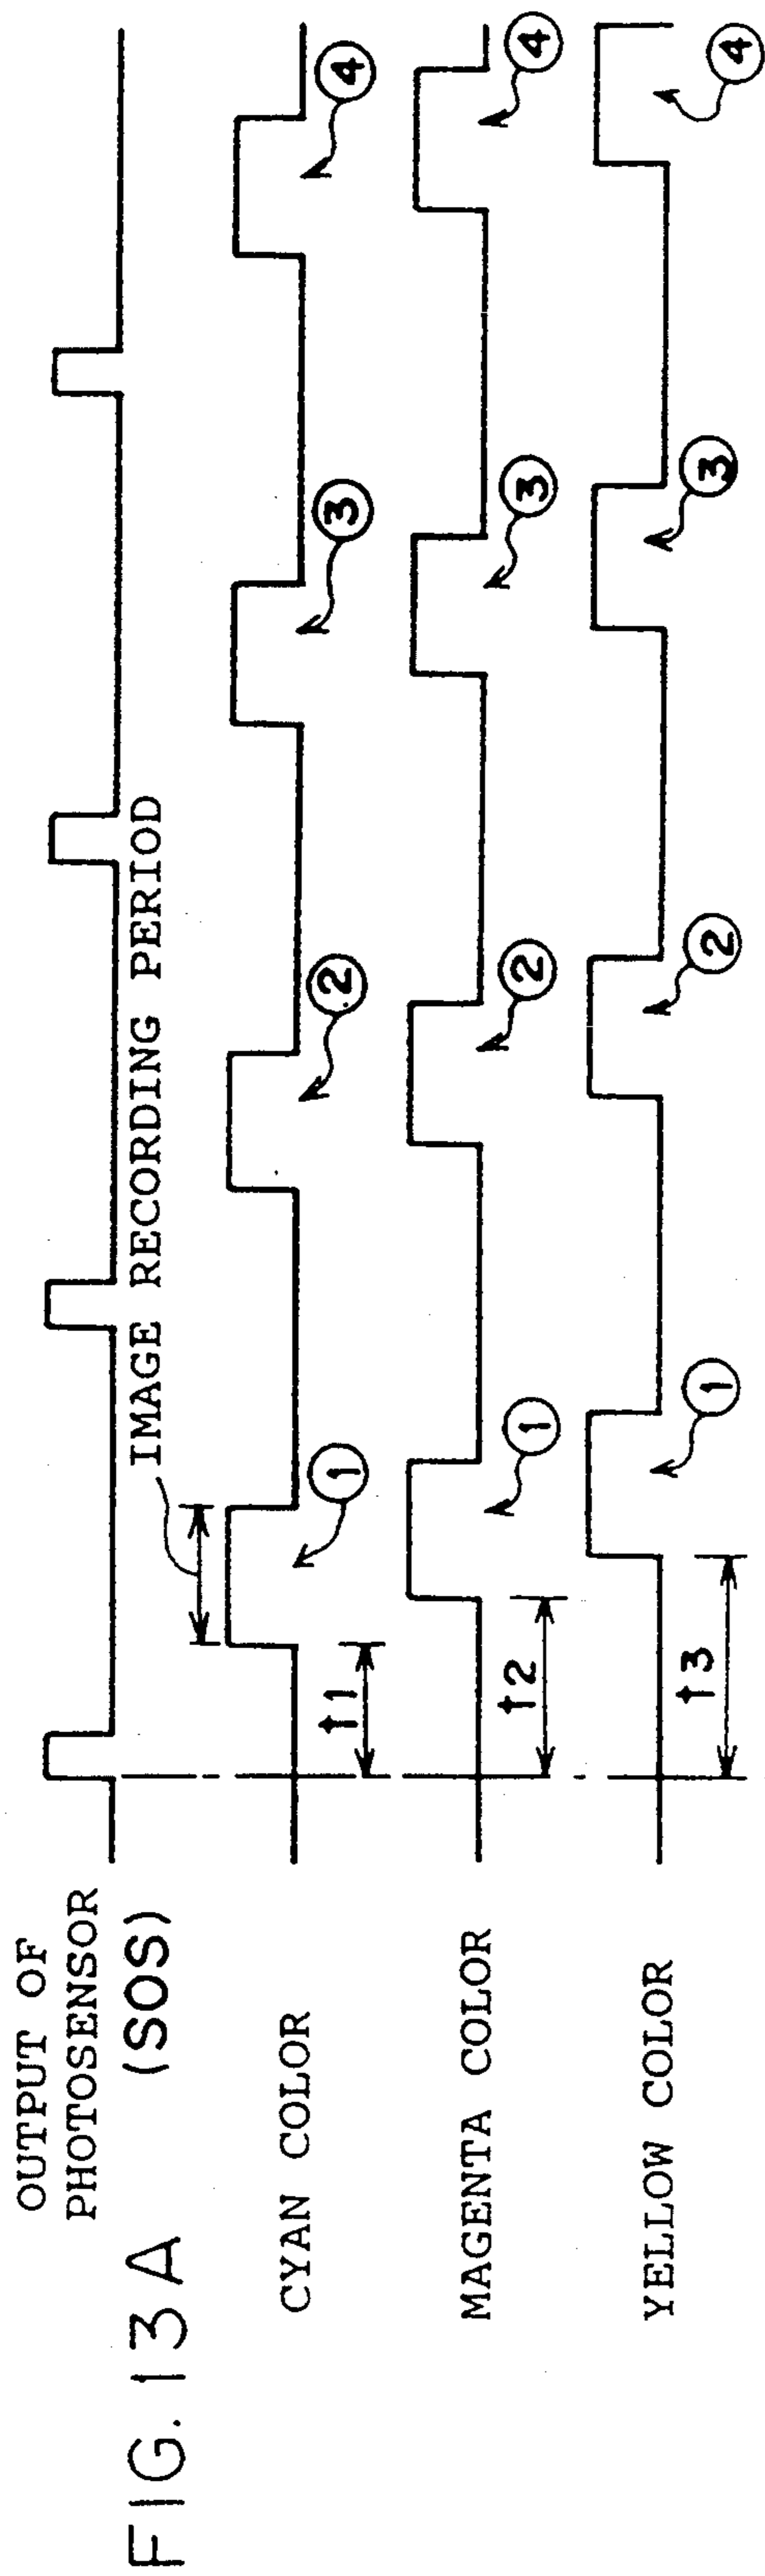 FIG. 13A
OUTPUT OF
PHOTOSENSOR
(SOS)
IMAGE RECORDING PERIOD
CYAN COLOR
t1
①
②
③
④
MAGENTA COLOR
t2
①
②
③
④
YELLOW COLOR
t3
①
②
③
④